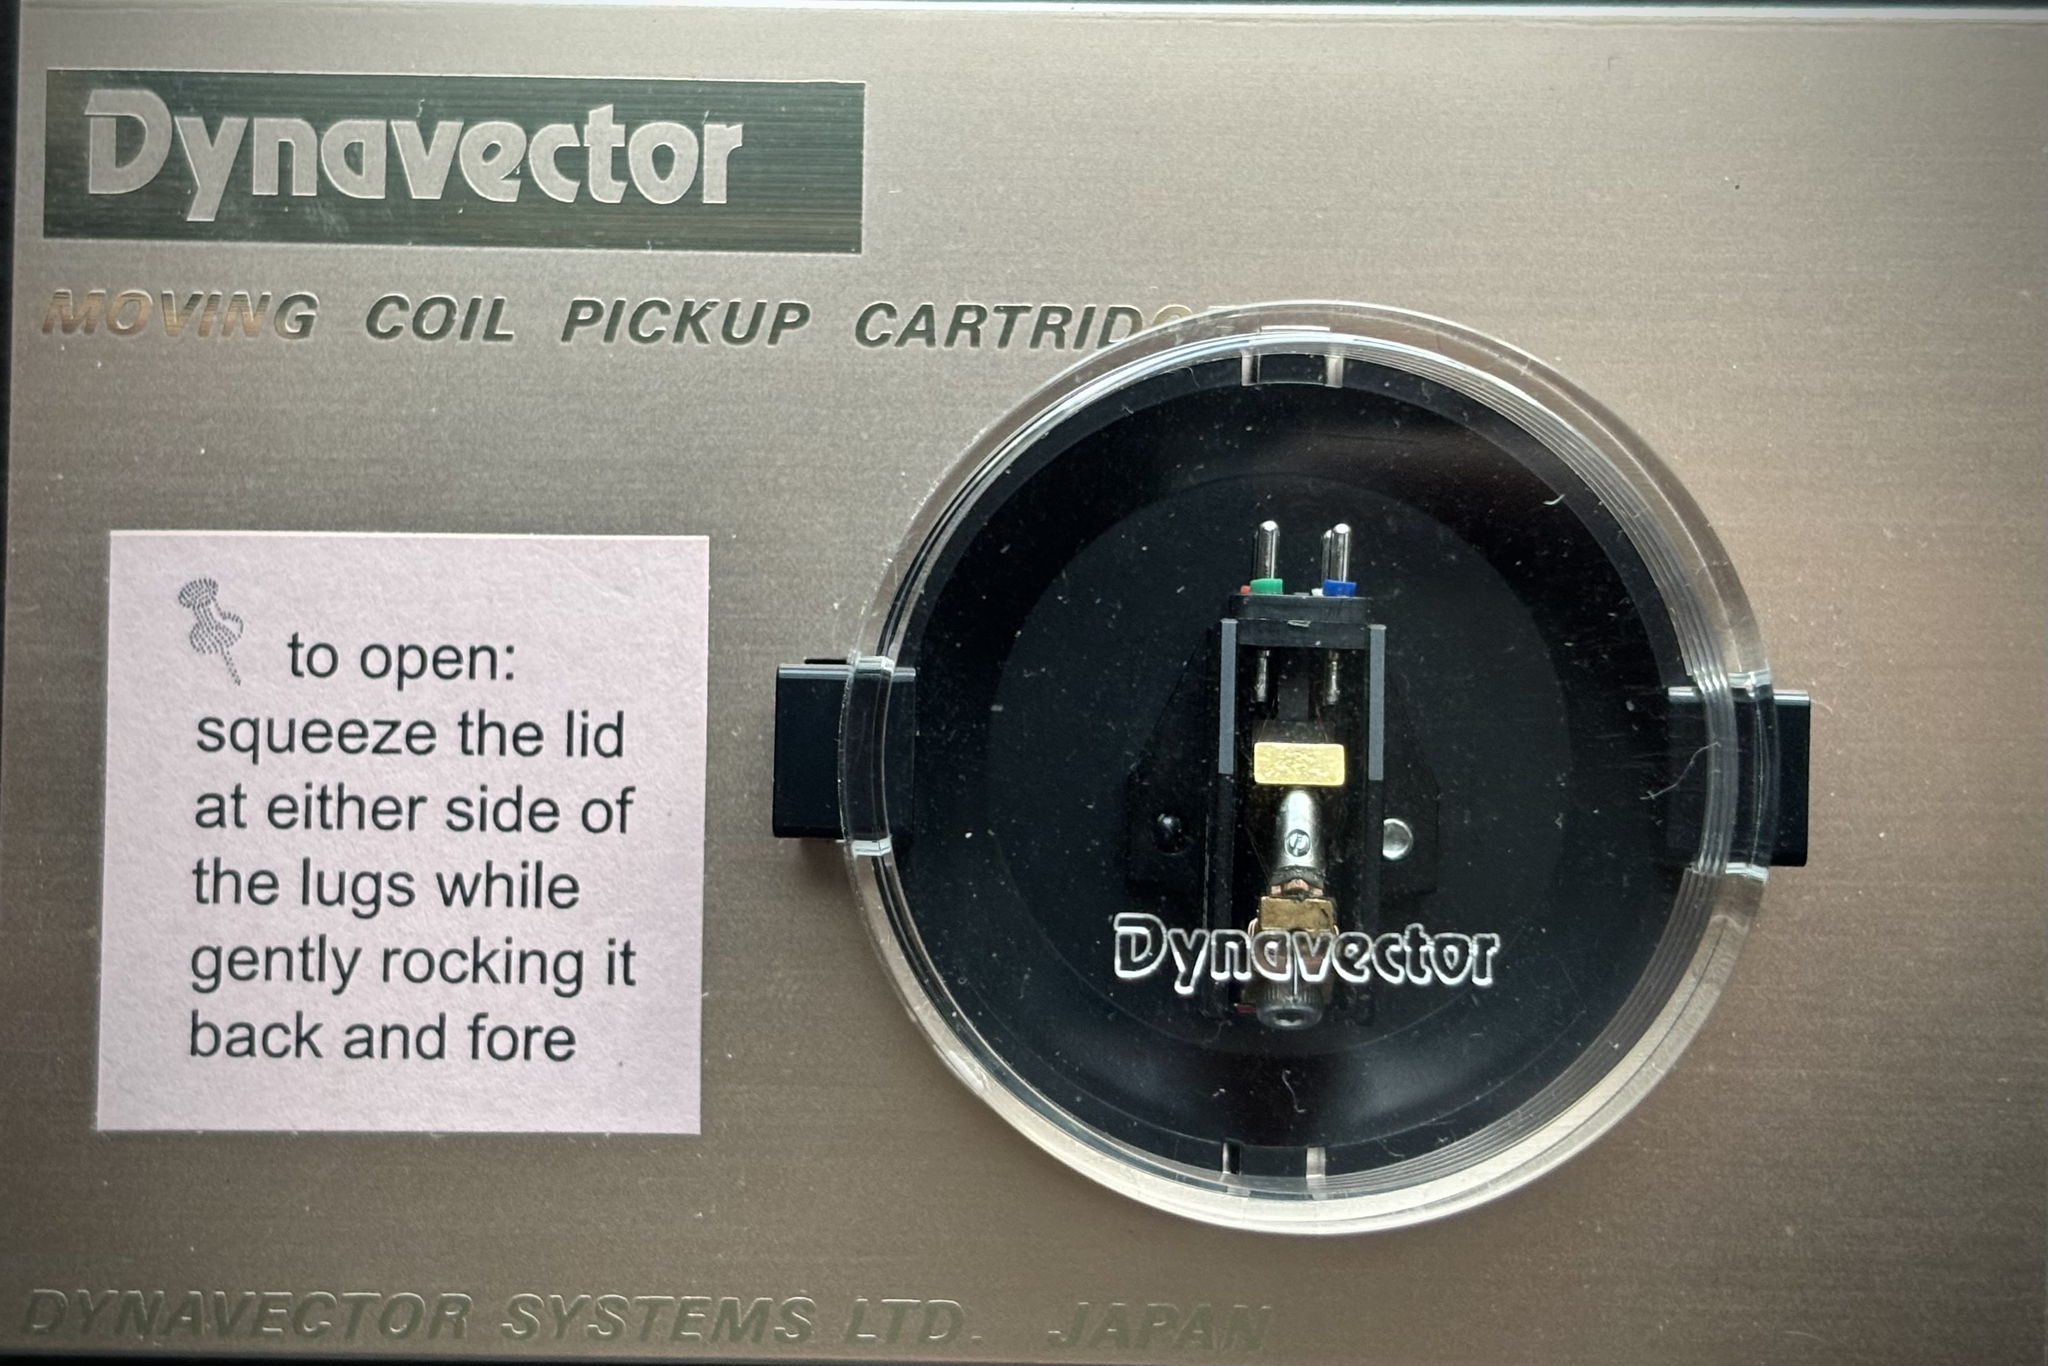 Dynavector
MOVING COIL PICKUP CARTRIDGE
to open:
squeeze the lid
at either side of
the lugs while
gently rocking it
back and fore
Dynavector
DYNAVECTOR SYSTEMS LTD. JAPAN